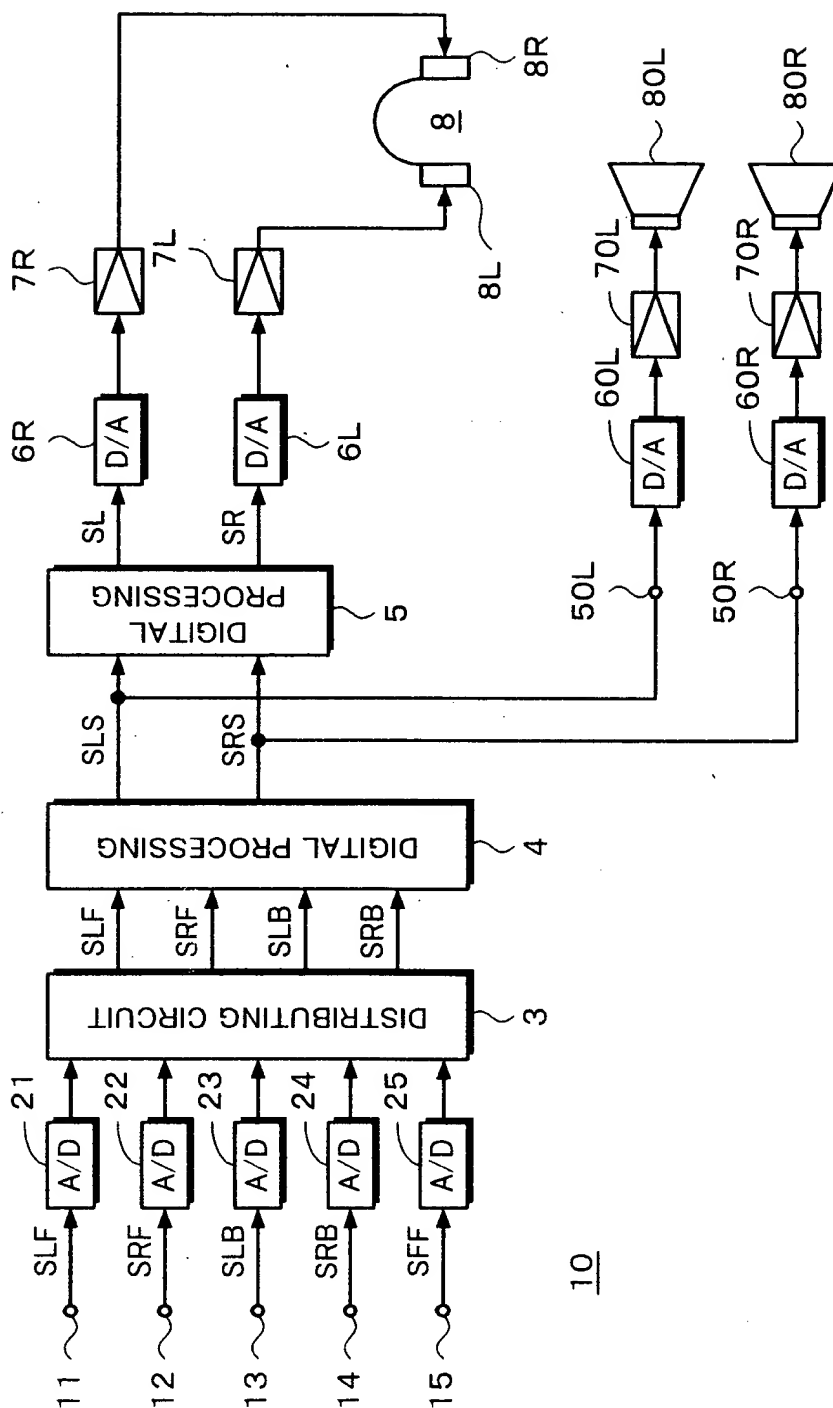 11
SLF
A/D
21
12
SRF
A/D
22
13
SLB
A/D
23
14
SRB
A/D
24
15
SFF
A/D
25
DISTRIBUTING CIRCUIT
3
SLF
SRF
SLB
SRB
DIGITAL PROCESSING
4
SLS
SRS
DIGITAL
PROCESSING
5
SL
SR
D/A
6R
D/A
6L
7R
7L
8L
8
8R
50L
D/A
60L
70L
80L
50R
D/A
60R
70R
80R
10